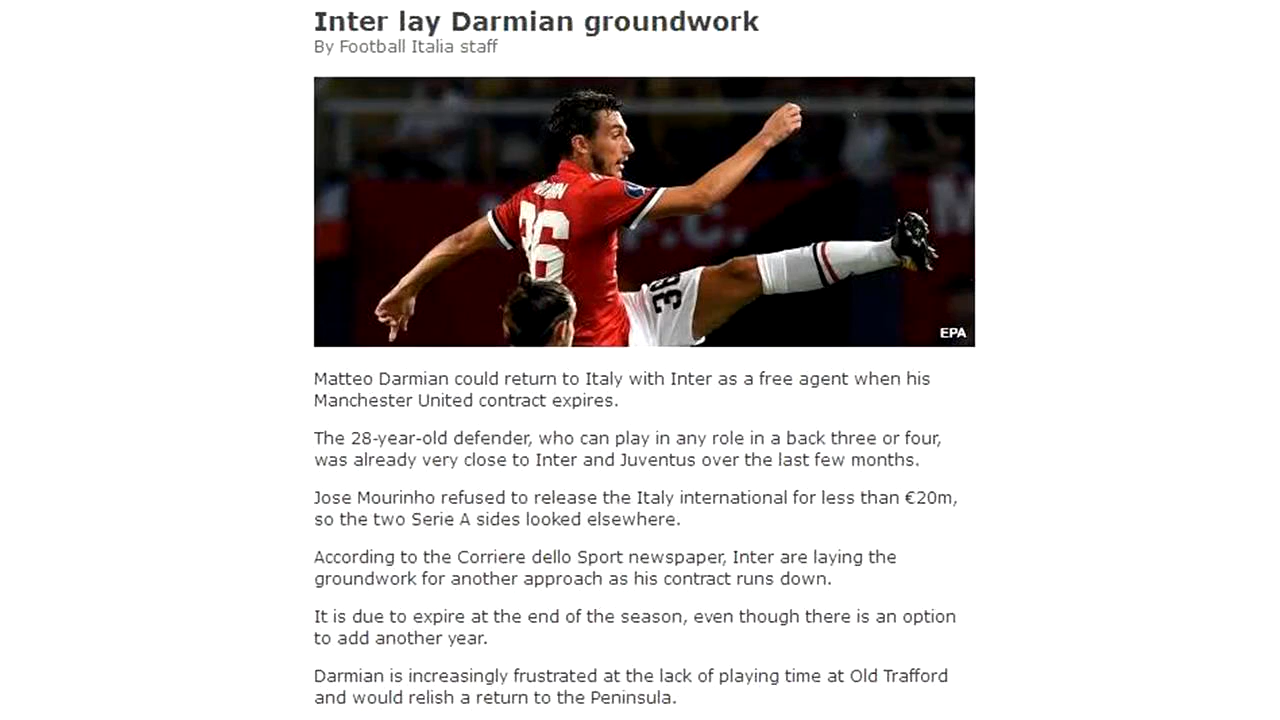 Inter lay Darmian groundwork
By Football Italia staff
36
36
EPA
Matteo Darmian could return to Italy with Inter as a free agent when his
Manchester United contract expires.
The 28-year-old defender, who can play in any role in a back three or four,
was already very close to Inter and Juventus over the last few months.
Jose Mourinho refused to release the Italy international for less than €20m,
so the two Serie A sides looked elsewhere.
According to the Corriere dello Sport newspaper, Inter are laying the
groundwork for another approach as his contract runs down.
It is due to expire at the end of the season, even though there is an option
to add another year.
Darmian is increasingly frustrated at the lack of playing time at Old Trafford
and would relish a return to the Peninsula.